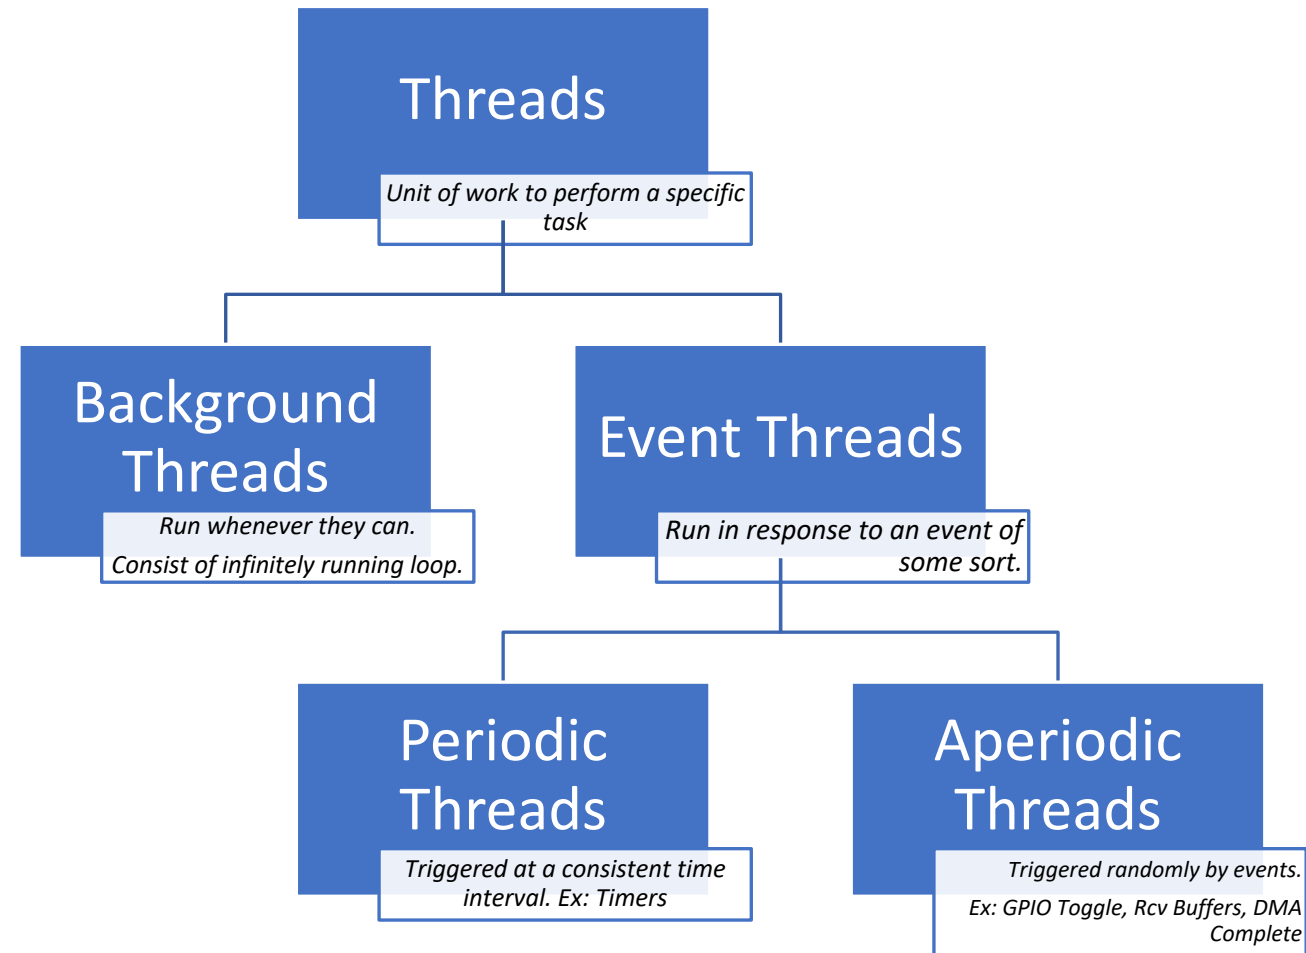 Threads
Unit of work to perform a specific
task
Background
Threads
Run whenever they can.
Consist of infinitely running loop.
Event Threads
Run in response to an event of
some sort.
Periodic
Threads
Triggered at a consistent time
interval. Ex: Timers
Aperiodic
Threads
Triggered randomly by events.
Ex: GPIO Toggle, Rcv Buffers, DMA
Complete